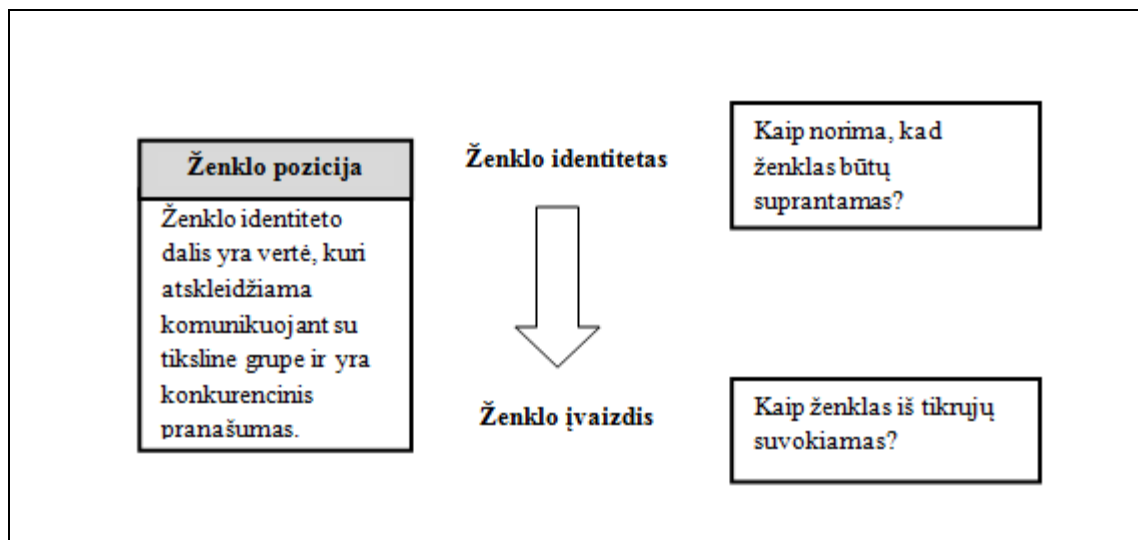 Ženklo pozicija
Ženklo identiteto
dalis yra vertė, kuri
atskleidžiama
komunikuojant su
tiksline grupe ir yra
konkurencinis
pranašumas.
Ženklo identitetas
Ženklo įvaizdis
Kaip norima, kad
ženklas būtų
suprantamas?
Kaip ženklas iš tikrujų
suvokiamas?